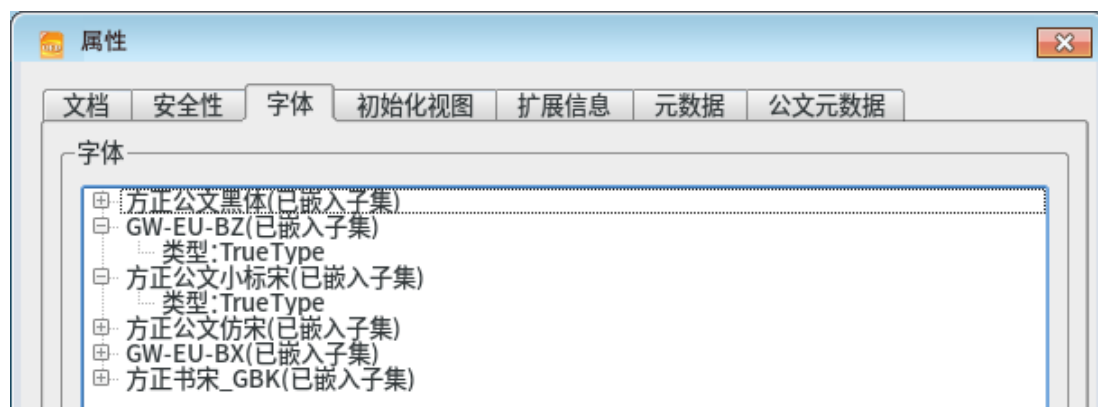 属性
文档 安全性 字体 初始化视图 扩展信息 元数据 公文元数据
字体
方正公文黑体(已嵌入子集)
GW-EU-BZ(已嵌入子集)
类型:TrueType
方正公文小标宋(已嵌入子集)
类型:TrueType
方正公文仿宋(已嵌入子集)
GW-EU-BX(已嵌入子集)
方正书宋_GBK(已嵌入子集)